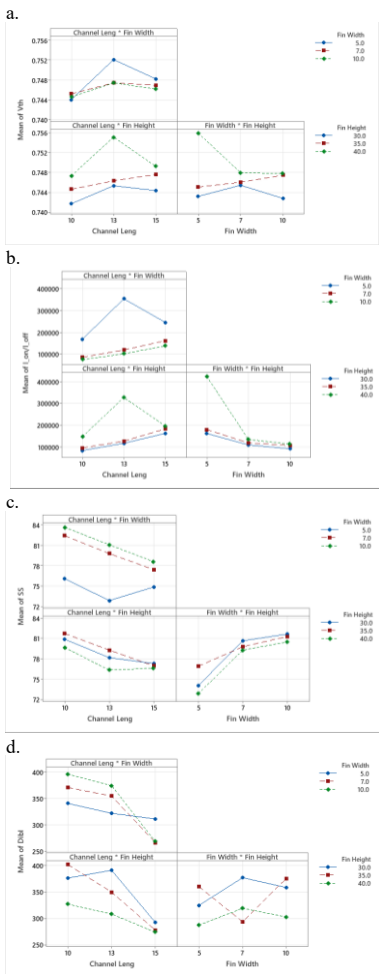 a.
Channel Leng * Fin Width
0.756
0.752
0.748
0.744
0.740
Fin Width
5.0
7.0
10.0
Mean of Vth
Channel Leng * Fin Height
Fin Width * Fin Height
0.756
0.752
0.748
0.744
0.740
Fin Height
30.0
35.0
40.0
10 13 15
5 7 10
Channel Leng
Fin Width
b.
Channel Leng * Fin Width
400000
300000
200000
100000
Fin Width
5.0
7.0
10.0
Mean of I_on/I_off
Channel Leng * Fin Height
Fin Width * Fin Height
400000
300000
200000
100000
Fin Height
30.0
35.0
40.0
10 13 15
5 7 10
Channel Leng
Fin Width
c.
Channel Leng * Fin Width
84
81
78
75
72
Fin Width
5.0
7.0
10.0
Mean of SS
Channel Leng * Fin Height
Fin Width * Fin Height
84
81
78
75
72
Fin Height
30.0
35.0
40.0
10 13 15
5 7 10
Channel Leng
Fin Width
d.
Channel Leng * Fin Width
400
350
300
250
Fin Width
5.0
7.0
10.0
Mean of Dibl
Channel Leng * Fin Height
Fin Width * Fin Height
400
350
300
250
Fin Height
30.0
35.0
40.0
10 13 15
5 7 10
Channel Leng
Fin Width